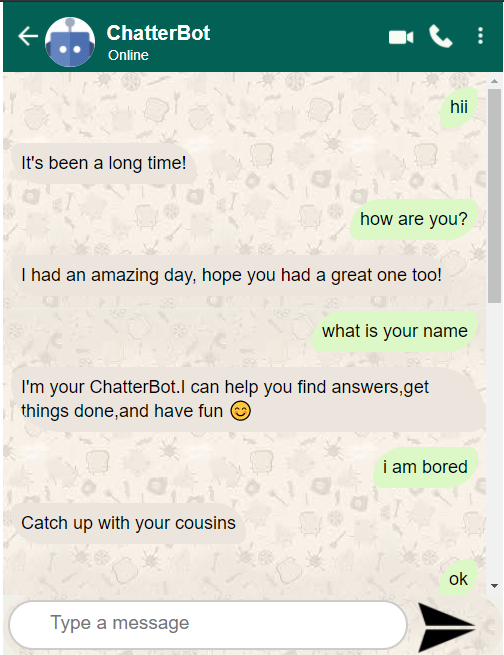 ChatterBot
Online
hii
It's been a long time!
how are you?
I had an amazing day, hope you had a great one too!
what is your name
I'm your ChatterBot.I can help you find answers,get
things done,and have fun 😊
i am bored
Catch up with your cousins
ok
Type a message